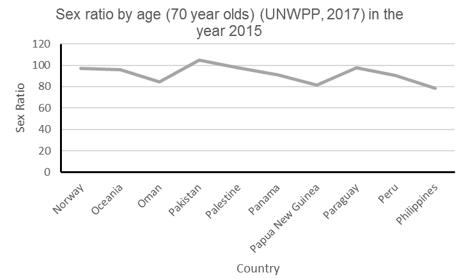 Sex ratio by age (70 year olds) (UNWPP, 2017) in the
year 2015
120
100
80
60
40
20
0
Sex Ratio
Norway
Oceania
Oman
Pakistan
Palestine
Panama
Papua New Guinea
Paraguay
Peru
Philippines
Country